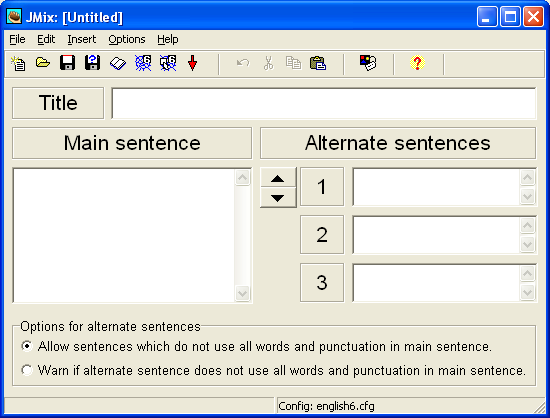 JMix: [Untitled]
File Edit Insert Options Help
?
Title
Main sentence
Alternate sentences
1
2
3
Options for alternate sentences
Allow sentences which do not use all words and punctuation in main sentence.
Warn if alternate sentence does not use all words and punctuation in main sentence.
Config: english6.cfg